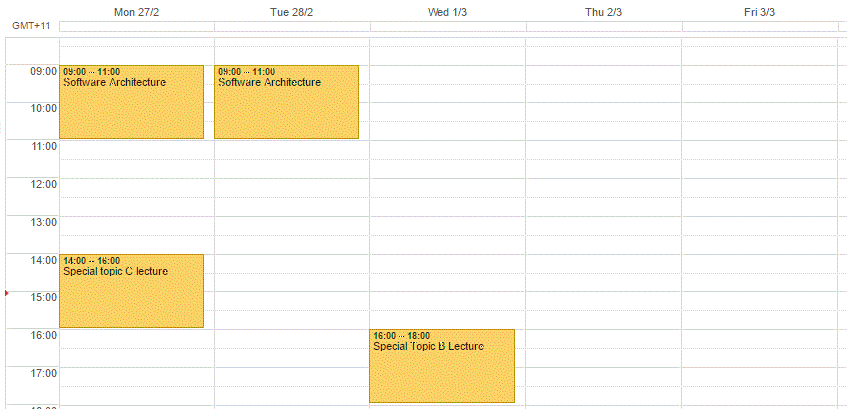 Mon 27/2 Tue 28/2 Wed 1/3 Thu 2/3 Fri 3/3
GMT+11
09:00
09:00 -- 11:00
Software Architecture
09:00 -- 11:00
Software Architecture
10:00
11:00
12:00
13:00
14:00
14:00 -- 16:00
Special topic C lecture
15:00
16:00
16:00 -- 18:00
Special Topic B Lecture
17:00